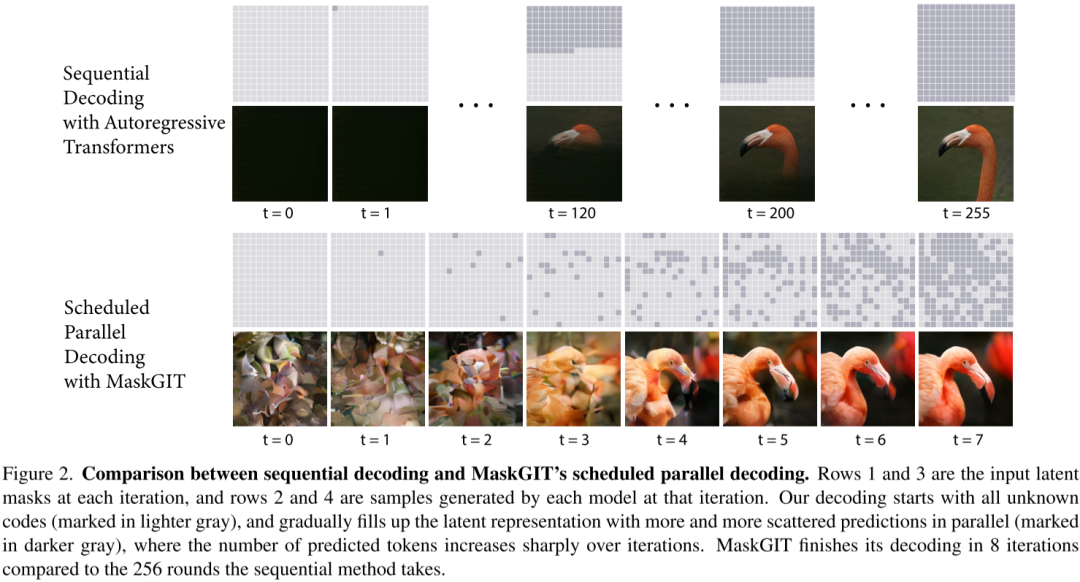 Sequential
Decoding
with Autoregressive
Transformers
...
...
...
t = 0
t = 1
t = 120
t = 200
t = 255
Scheduled
Parallel
Decoding
with MaskGIT
t = 0
t = 1
t = 2
t = 3
t = 4
t = 5
t = 6
t = 7
Figure 2. Comparison between sequential decoding and MaskGIT's scheduled parallel decoding. Rows 1 and 3 are the input latent
masks at each iteration, and rows 2 and 4 are samples generated by each model at that iteration. Our decoding starts with all unknown
codes (marked in lighter gray), and gradually fills up the latent representation with more and more scattered predictions in parallel (marked
in darker gray), where the number of predicted tokens increases sharply over iterations. MaskGIT finishes its decoding in 8 iterations
compared to the 256 rounds the sequential method takes.